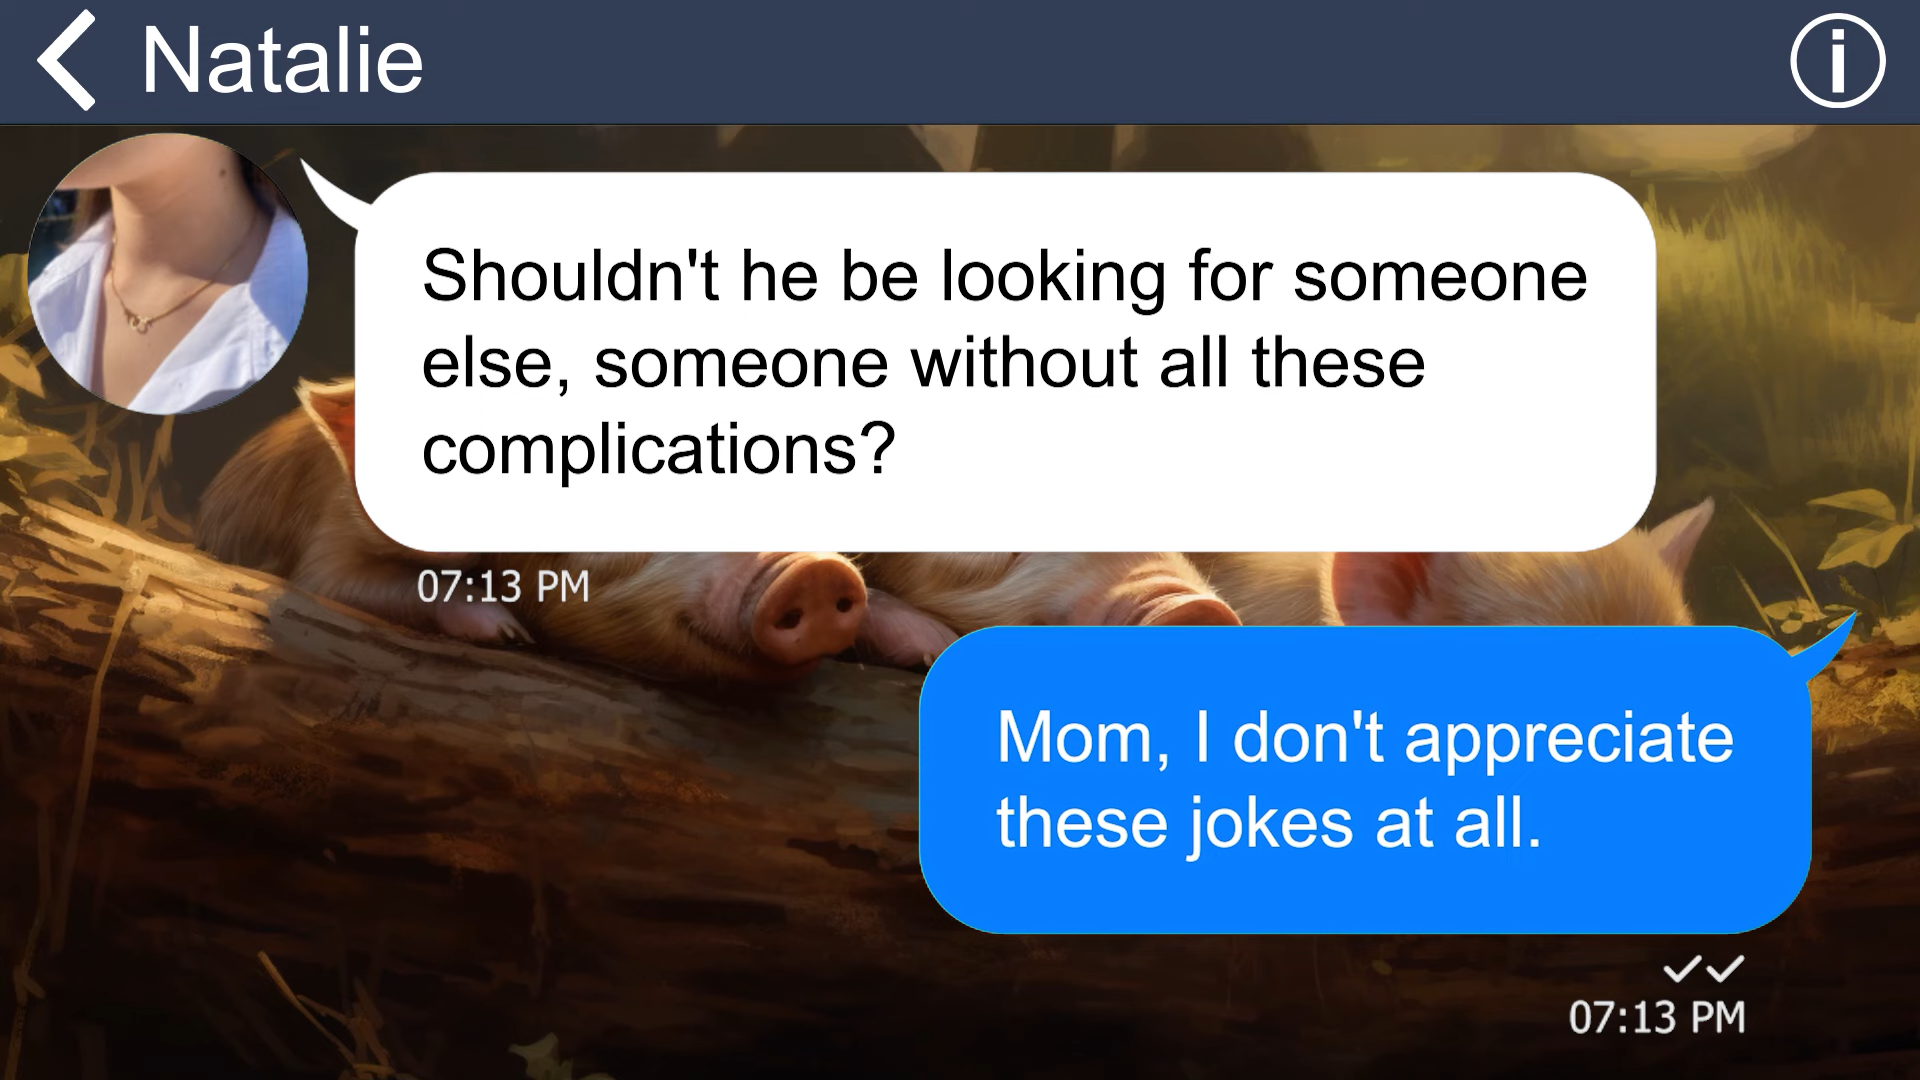 Natalie
Shouldn't he be looking for someone
else, someone without all these
complications?
07:13 PM
Mom, I don't appreciate
these jokes at all.
07:13 PM